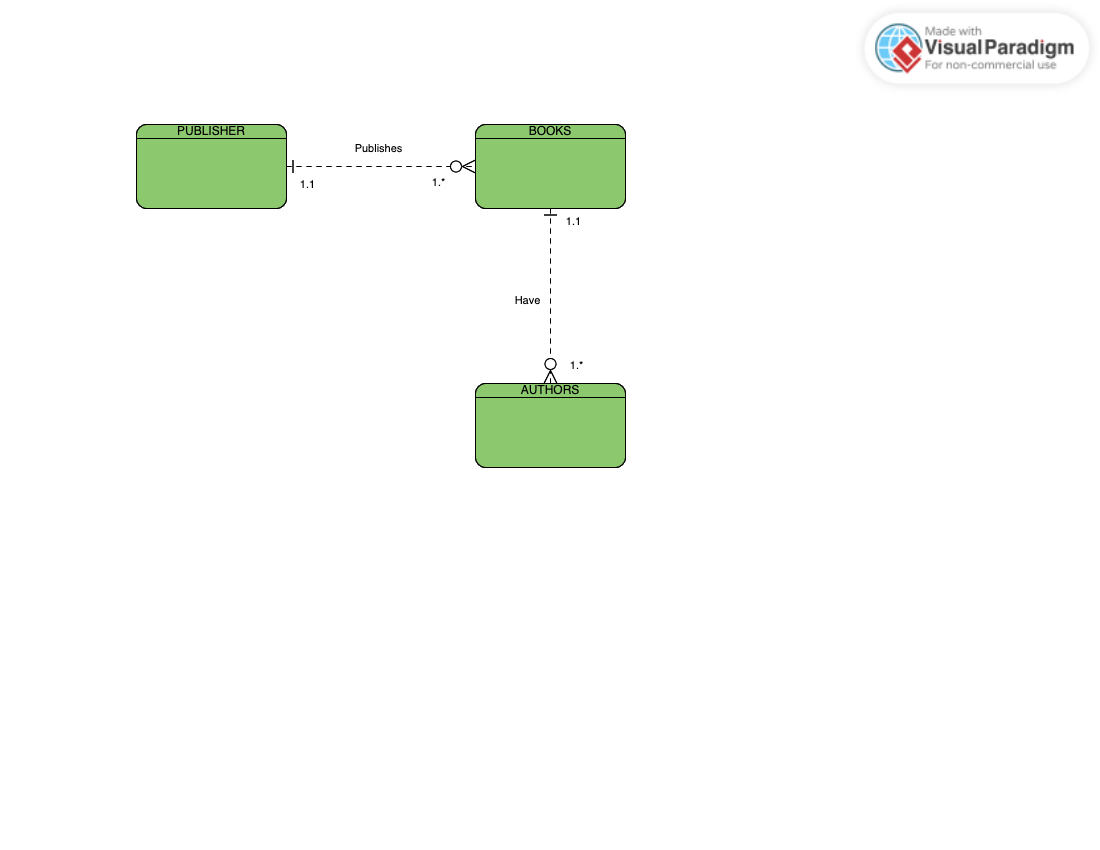 Made with
Visual Paradigm
For non-commercial use
PUBLISHER
BOOKS
Publishes
1.1
1.*
1.1
Have
1.*
AUTHORS